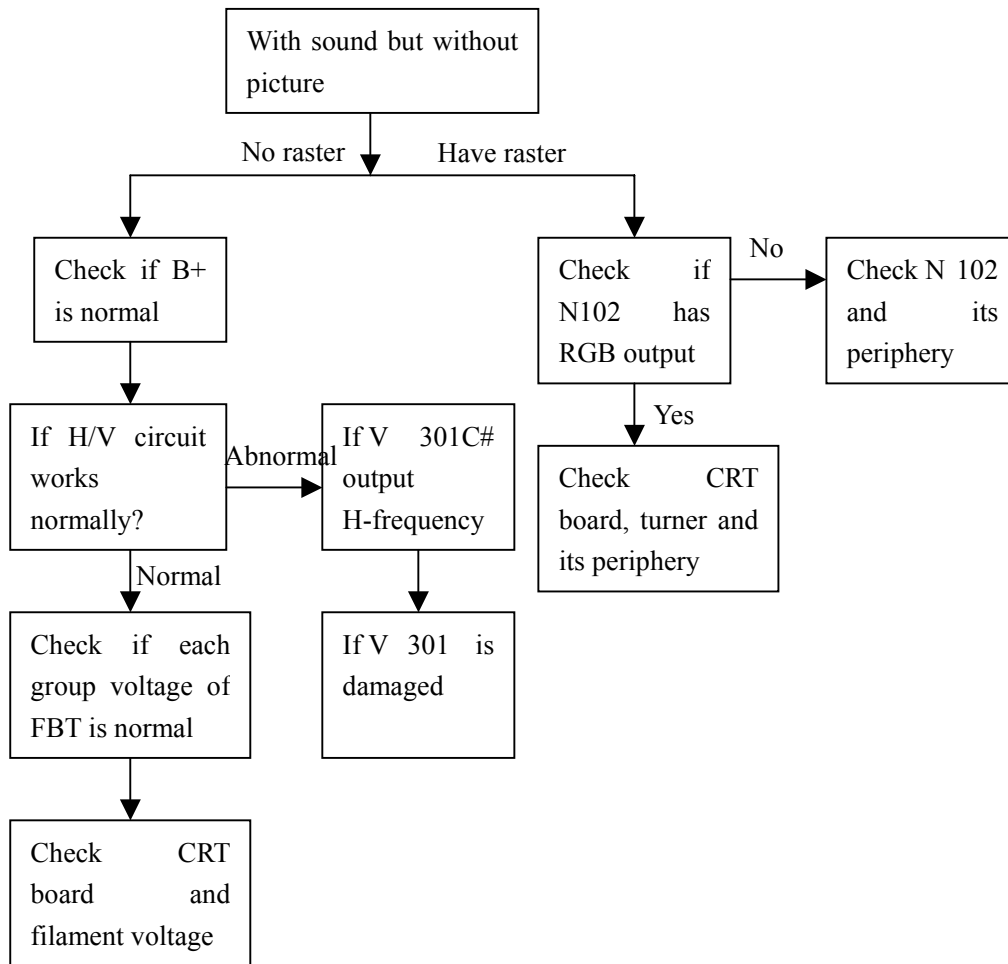 With sound but without
picture
No raster
Have raster
Check if B+
is normal
Check if
N102 has
RGB output
No
Check N 102
and its
periphery
Yes
If H/V circuit
works
normally?
Abnormal
If V 301C#
output
H-frequency
Check CRT
board, turner and
its periphery
Normal
Check if each
group voltage of
FBT is normal
If V 301 is
damaged
Check CRT
board and
filament voltage